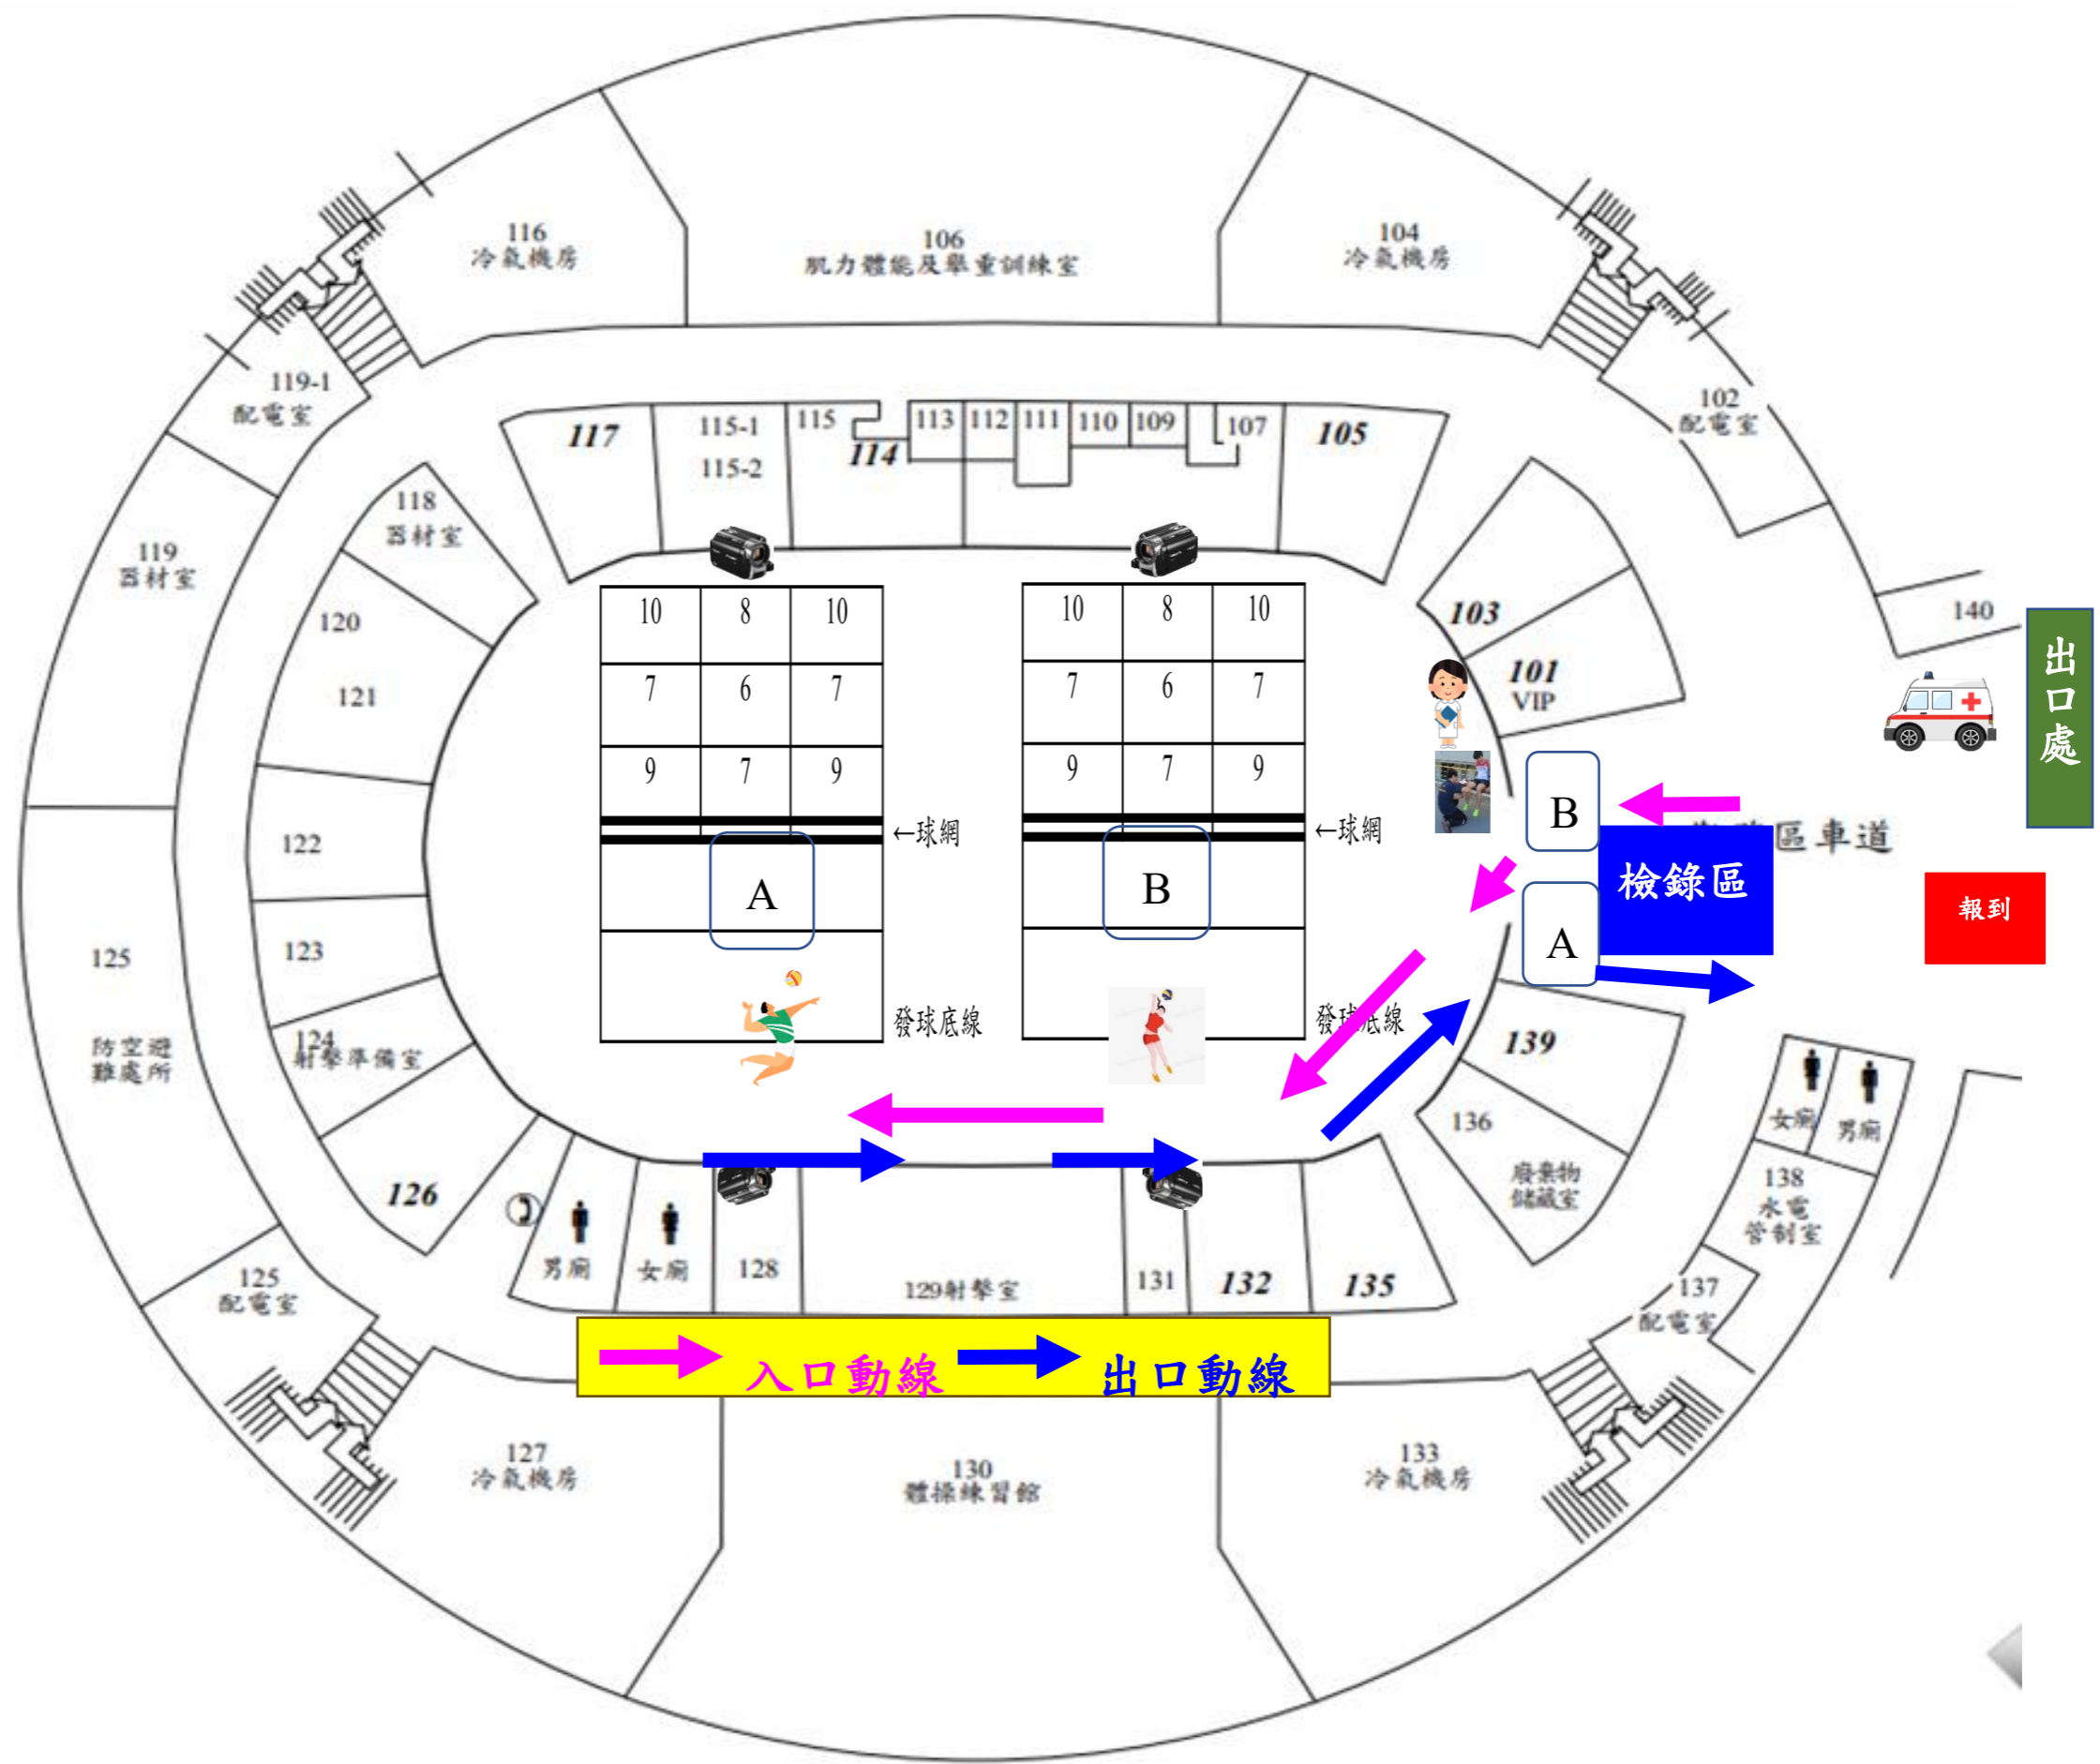 116
冷氣機房
106
肌力體能及舉重訓練室
104
冷氣機房
119-1
配電室
102
配電室
117
115-1
115-2
115
114
113
112
111
110
109
107
105
118
器材室
119
器材室
120
121
103
101
VIP
140
出口處
10 8 10
7 6 7
9 7 9
←球網
A
發球底線
10 8 10
7 6 7
9 7 9
←球網
B
發球底線
B
A
檢錄區
區車道
報到
122
123
124
射擊準備室
125
防空避
難處所
126
139
136
廢棄物
儲藏室
女廁
男廁
138
水電
管制室
137
配電室
125
配電室
男廁
女廁
128
129射擊室
131
132
135
入口動線
出口動線
127
冷氣機房
130
體操練習館
133
冷氣機房